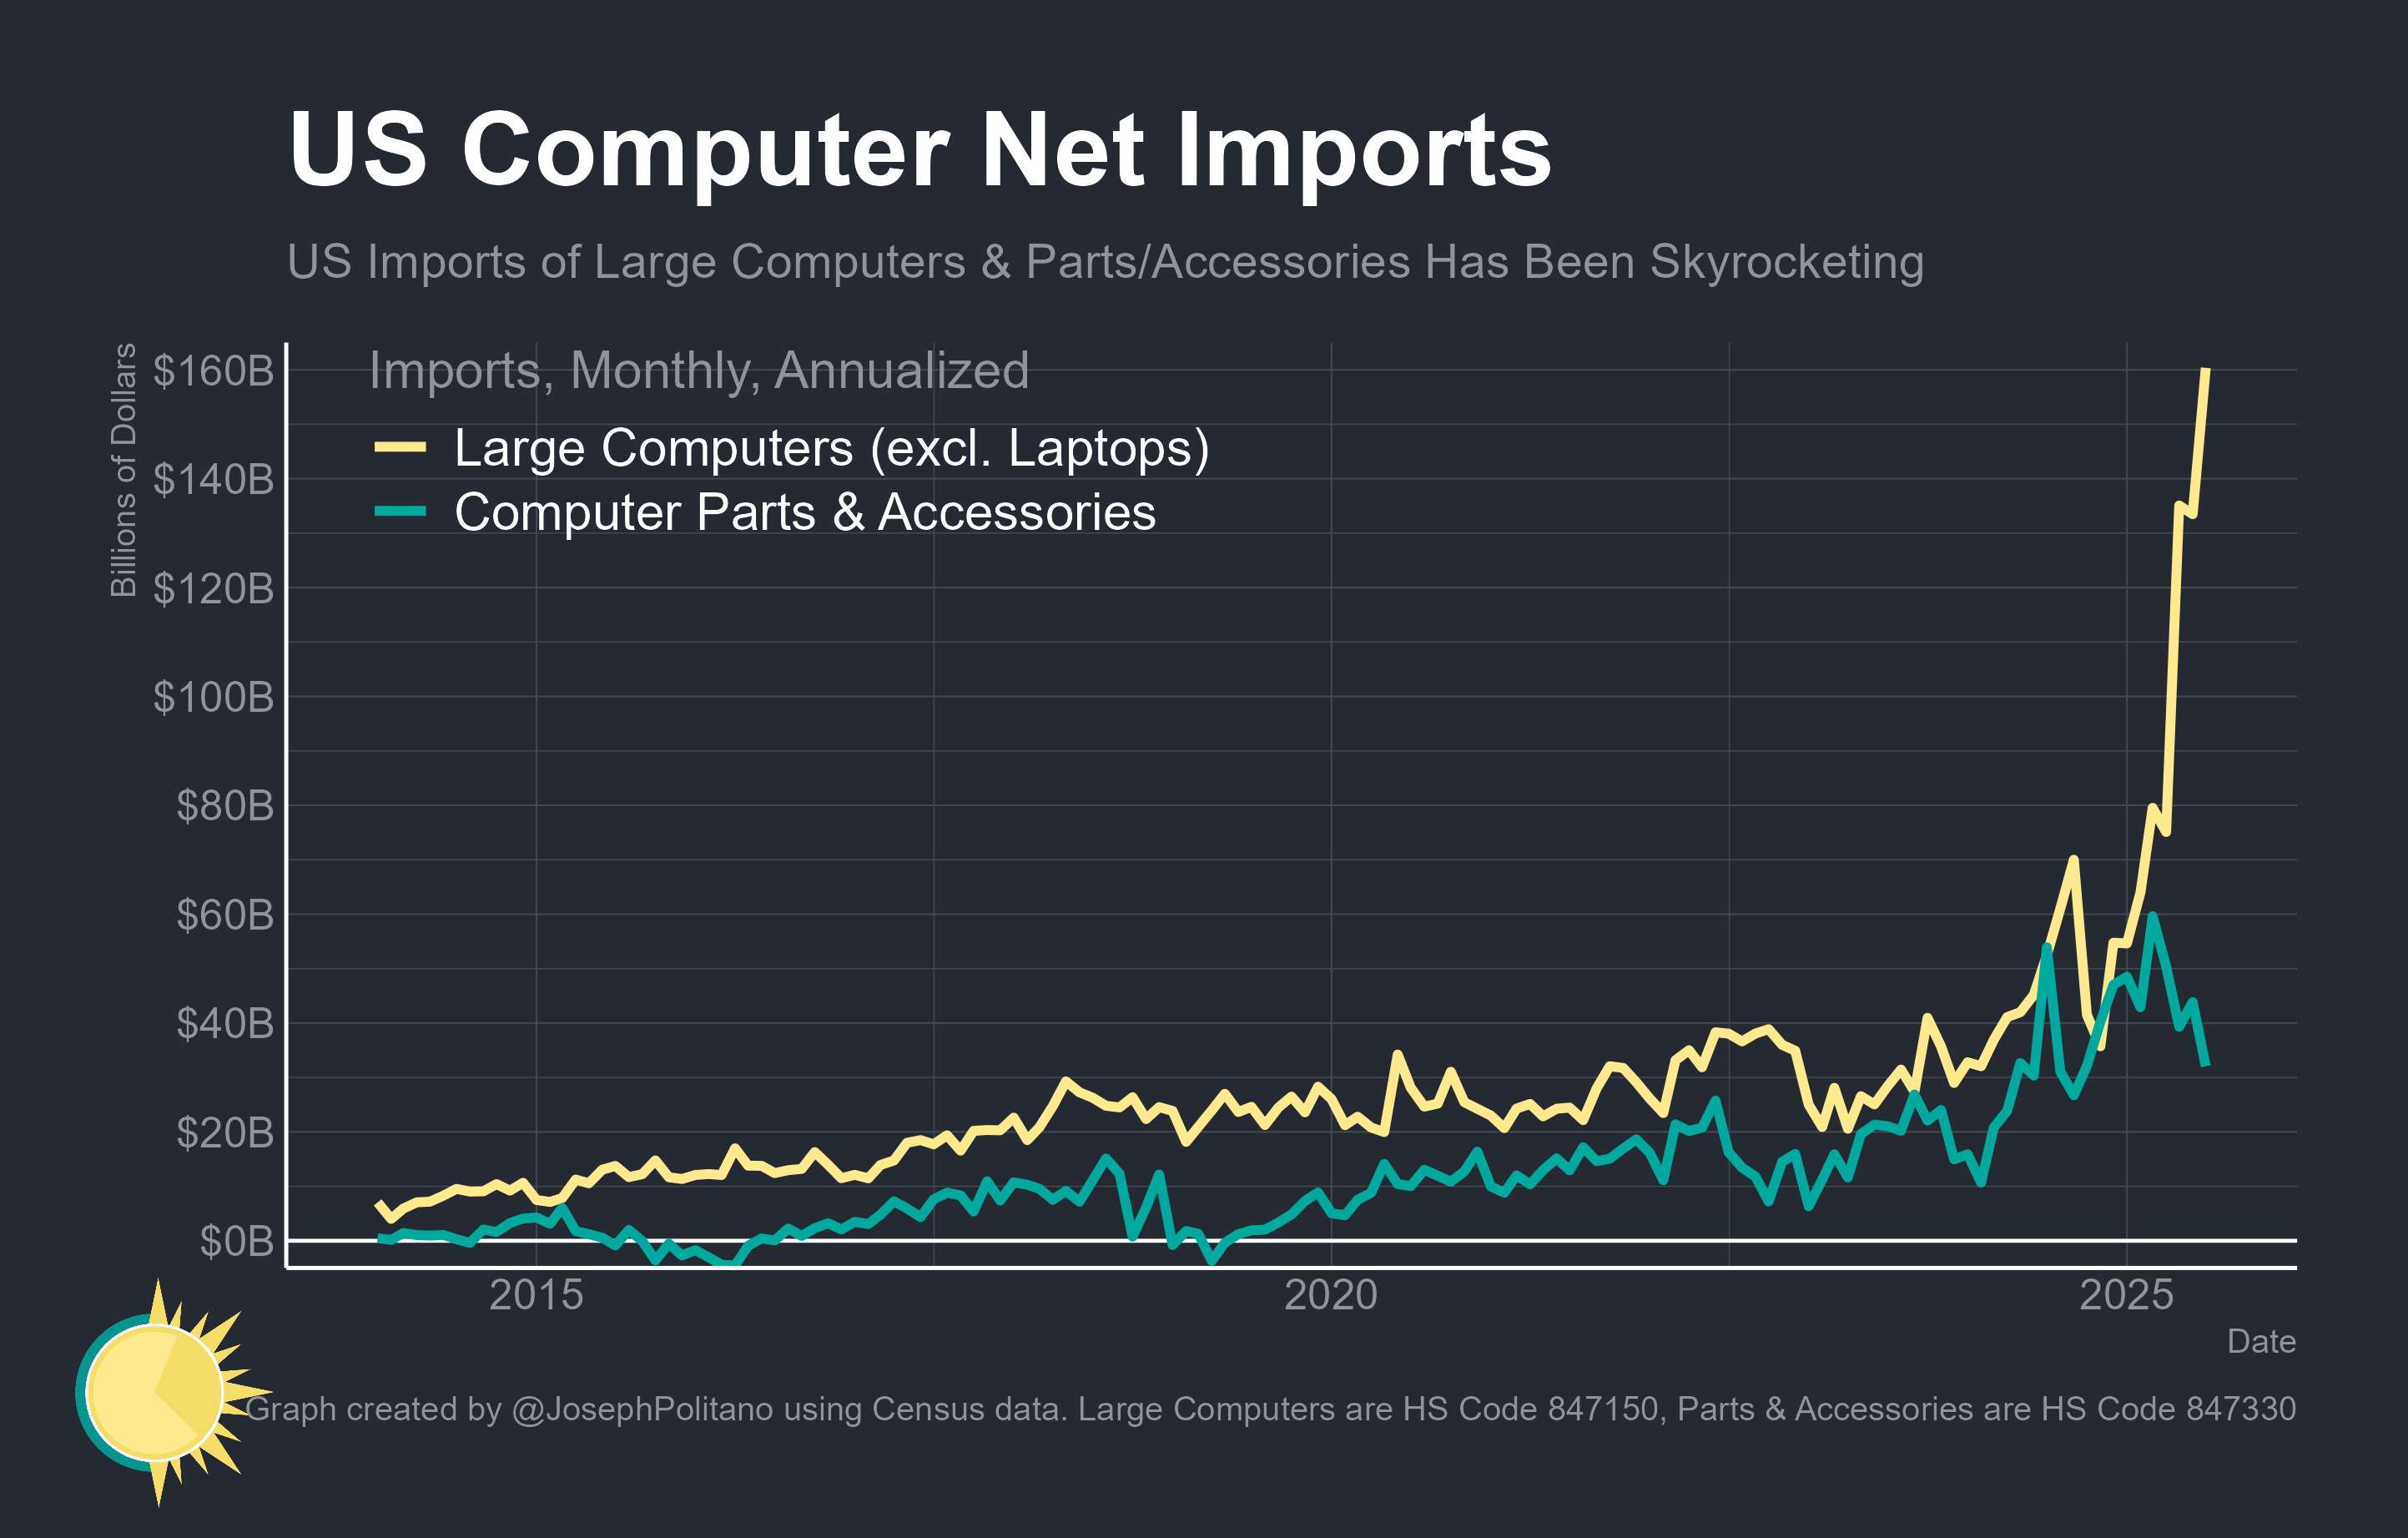 US Computer Net Imports
US Imports of Large Computers & Parts/Accessories Has Been Skyrocketing
Billions of Dollars
Imports, Monthly, Annualized
Large Computers (excl. Laptops)
Computer Parts & Accessories
$160B
$140B
$120B
$100B
$80B
$60B
$40B
$20B
$0B
2015
2020
2025
Date
Graph created by @JosephPolitano using Census data. Large Computers are HS Code 847150, Parts & Accessories are HS Code 847330